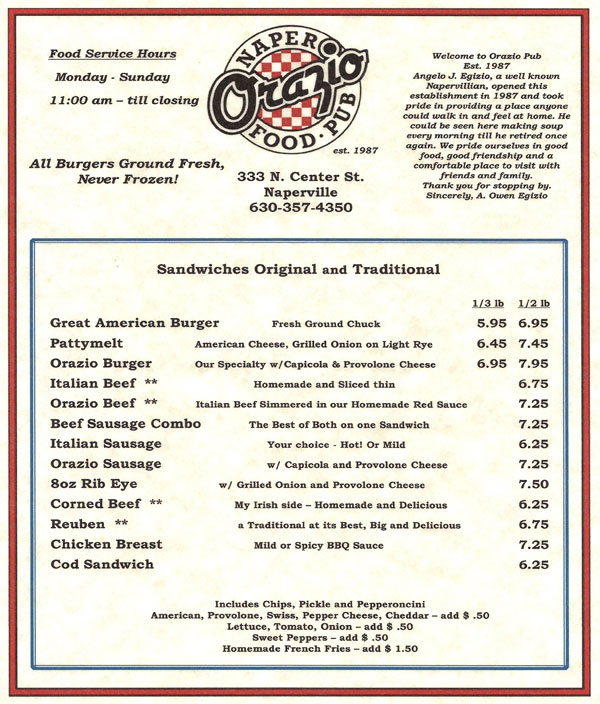 Food Service Hours
Monday - Sunday
11:00 am – till closing
All Burgers Ground Fresh,
Never Frozen!
NAPER
Orazio
FOOD · PUB
est. 1987
333 N. Center St.
Naperville
630-357-4350
Welcome to Orazio Pub
Est. 1987
Angelo J. Egizio, a well known
Napervillian, opened this
establishment in 1987 and took
pride in providing a place anyone
could walk in and feel at home. He
could be seen here making soup
every morning till he retired once
again. We pride ourselves in good
food, good friendship and a
comfortable place to visit with
friends and family.
Thank you for stopping by.
Sincerely, A. Owen Egizio
Sandwiches Original and Traditional
1/3 lb 1/2 lb
Great American Burger Fresh Ground Chuck 5.95 6.95
Pattymelt American Cheese, Grilled Onion on Light Rye 6.45 7.45
Orazio Burger Our Specialty w/Capicola & Provolone Cheese 6.95 7.95
Italian Beef ** Homemade and Sliced thin 6.75
Orazio Beef ** Italian Beef Simmered in our Homemade Red Sauce 7.25
Beef Sausage Combo The Best of Both on one Sandwich 7.25
Italian Sausage Your choice - Hot! Or Mild 6.25
Orazio Sausage w/ Capicola and Provolone Cheese 7.25
8oz Rib Eye w/ Grilled Onion and Provolone Cheese 7.50
Corned Beef ** My Irish side – Homemade and Delicious 6.25
Reuben ** a Traditional at its Best, Big and Delicious 6.75
Chicken Breast Mild or Spicy BBQ Sauce 7.25
Cod Sandwich 6.25
Includes Chips, Pickle and Pepperoncini
American, Provolone, Swiss, Pepper Cheese, Cheddar – add $ .50
Lettuce, Tomato, Onion – add $ .50
Sweet Peppers – add $ .50
Homemade French Fries – add $ 1.50